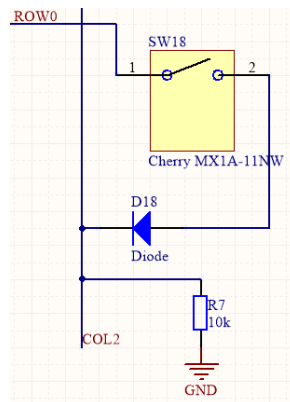 ROW0
SW18
1
2
Cherry MX1A-11NW
D18
Diode
R7
10k
COL2
GND